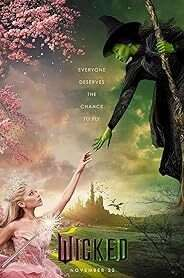 EVERYONE
DESERVES
THE
CHANCE
TO FLY
WICKED
NOVEMBER 22